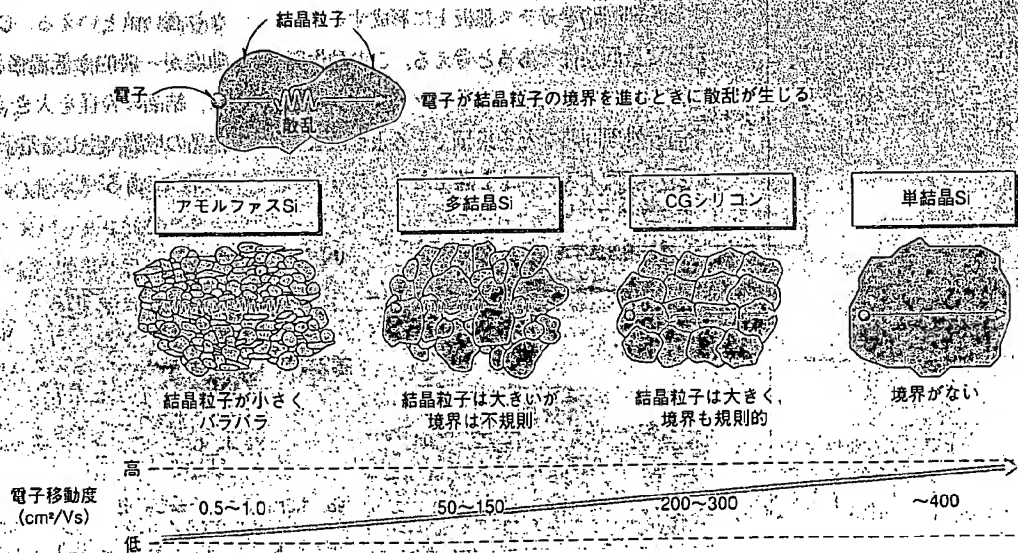 結晶粒子
電子
散乱
電子が結晶粒子の境界を進むときに散乱が生じる
アモルファスSi
多結晶Si
CGシリコン
単結晶Si
結晶粒子が小さく
バラバラ
結晶粒子は大きいが
境界は不規則
結晶粒子は大きく,
境界も規則的
境界がない
高
電子移動度
(cm²/Vs)
0.5~1.0
50~150
200~300
~400
低